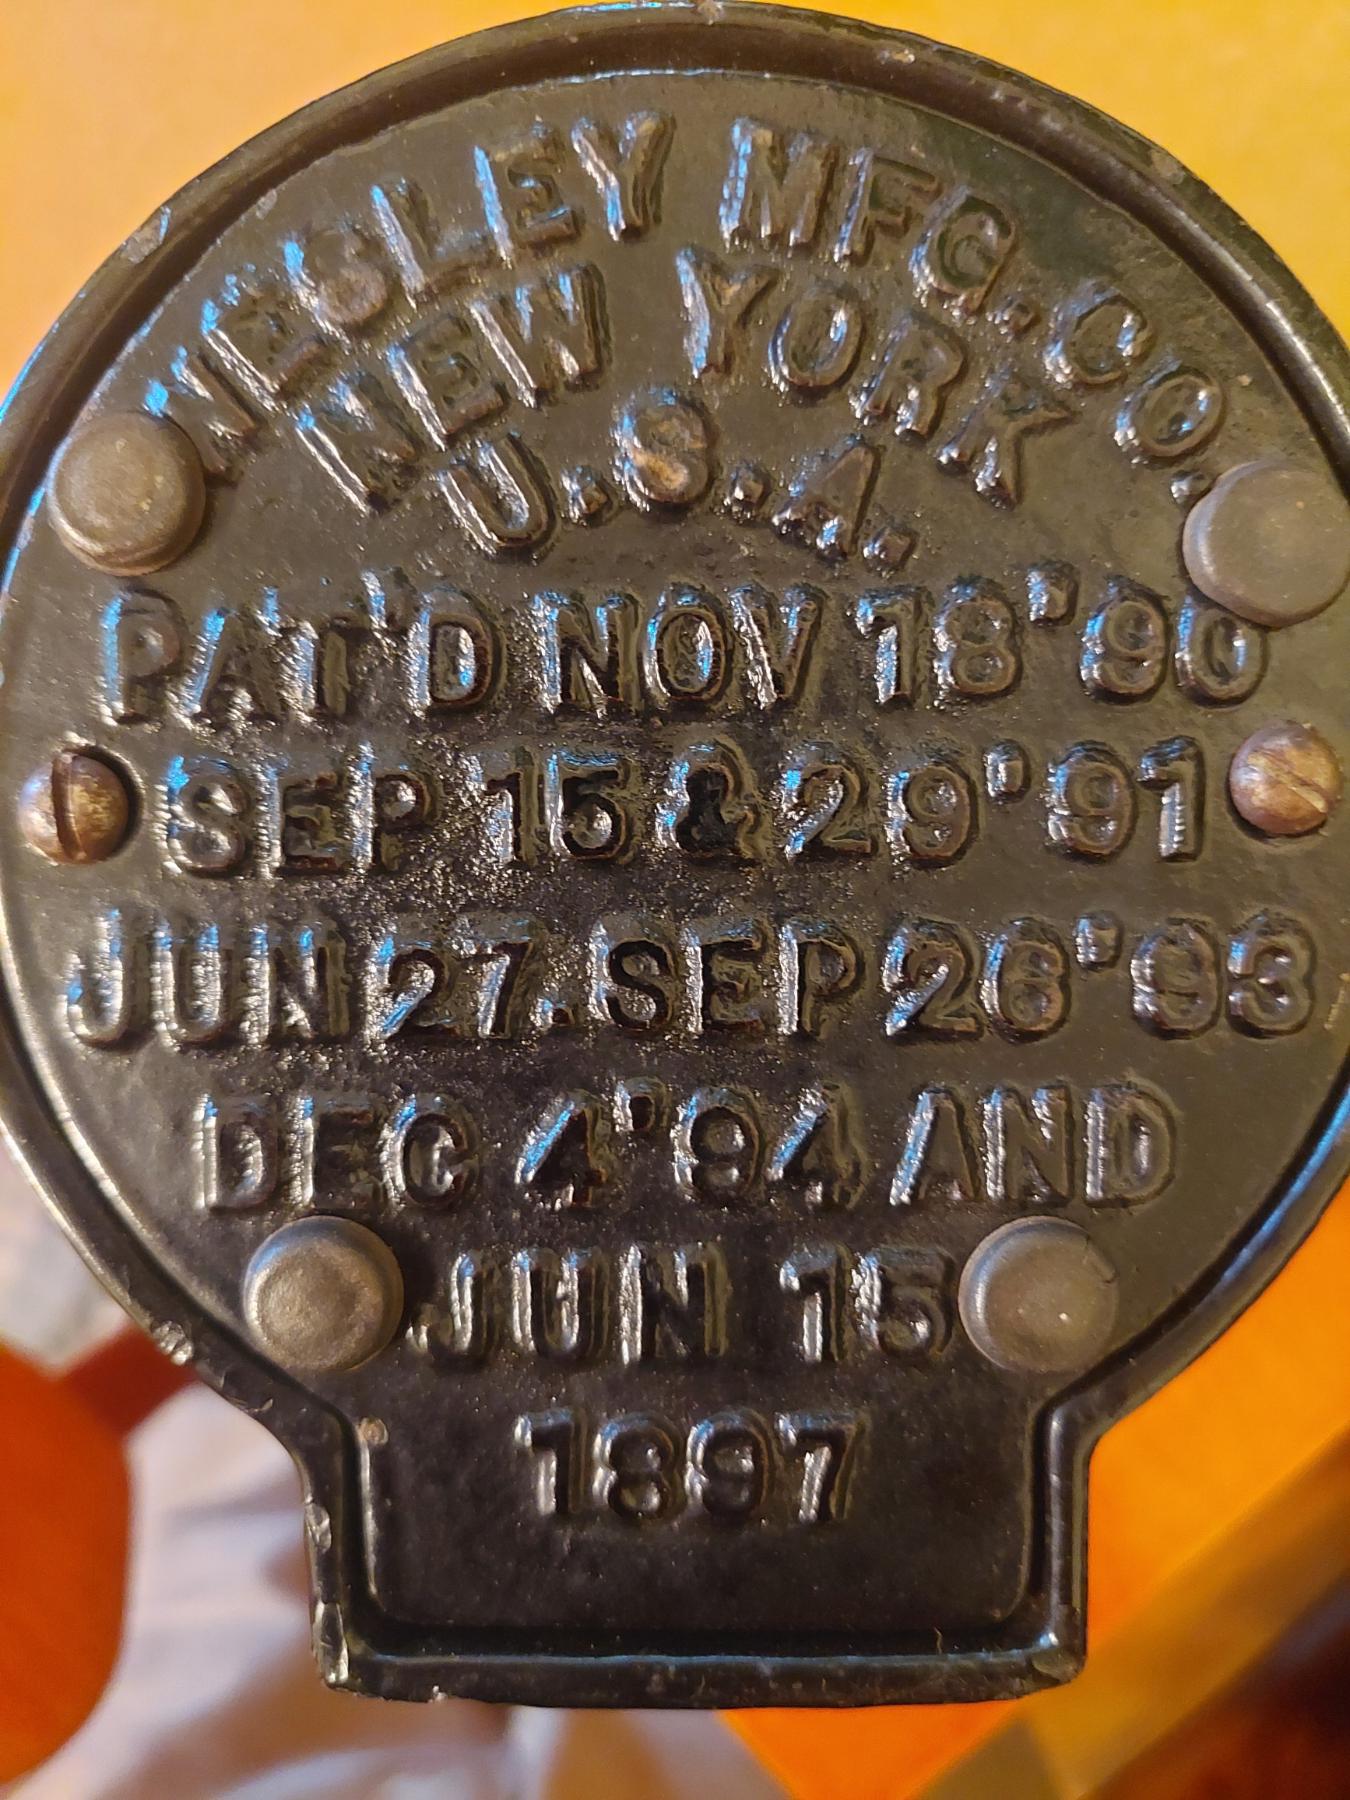 WESLEY MFG. CO.
NEW YORK
U.S.A.
PAT'D NOV 18'90
SEP 15 & 29'91
JUN 27. SEP 26'93
DEC 4'94 AND
JUN 15
1897